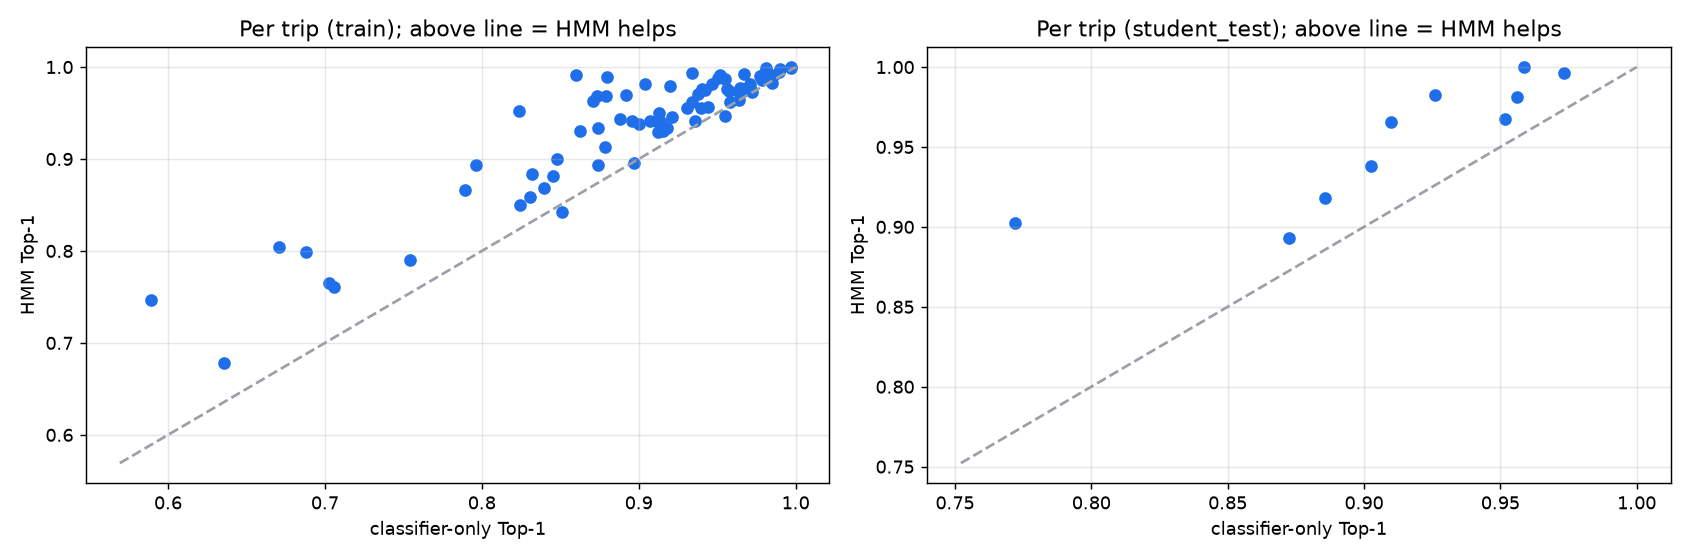 Per trip (train); above line = HMM helps
HMM Top-1
1.0
0.9
0.8
0.7
0.6
0.6 0.7 0.8 0.9 1.0
classifier-only Top-1
Per trip (student_test); above line = HMM helps
HMM Top-1
1.00
0.95
0.90
0.85
0.80
0.75
0.75 0.80 0.85 0.90 0.95 1.00
classifier-only Top-1